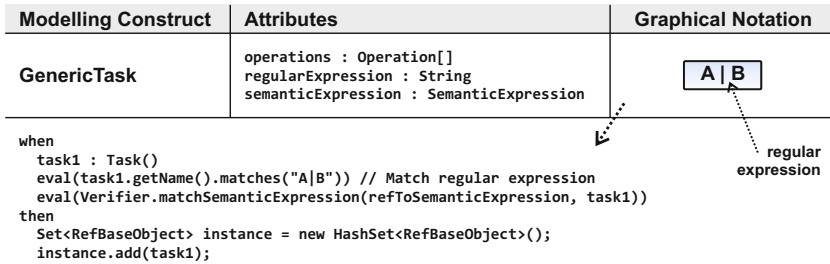 Modelling Construct Attributes Graphical Notation
GenericTask
operations : Operation[]
regularExpression : String
semanticExpression : SemanticExpression
A | B
regular
expression
when
task1 : Task()
eval(task1.getName().matches("A|B")) // Match regular expression
eval(Verifier.matchSemanticExpression(refToSemanticExpression, task1))
then
Set<RefBaseObject> instance = new HashSet<RefBaseObject>();
instance.add(task1);